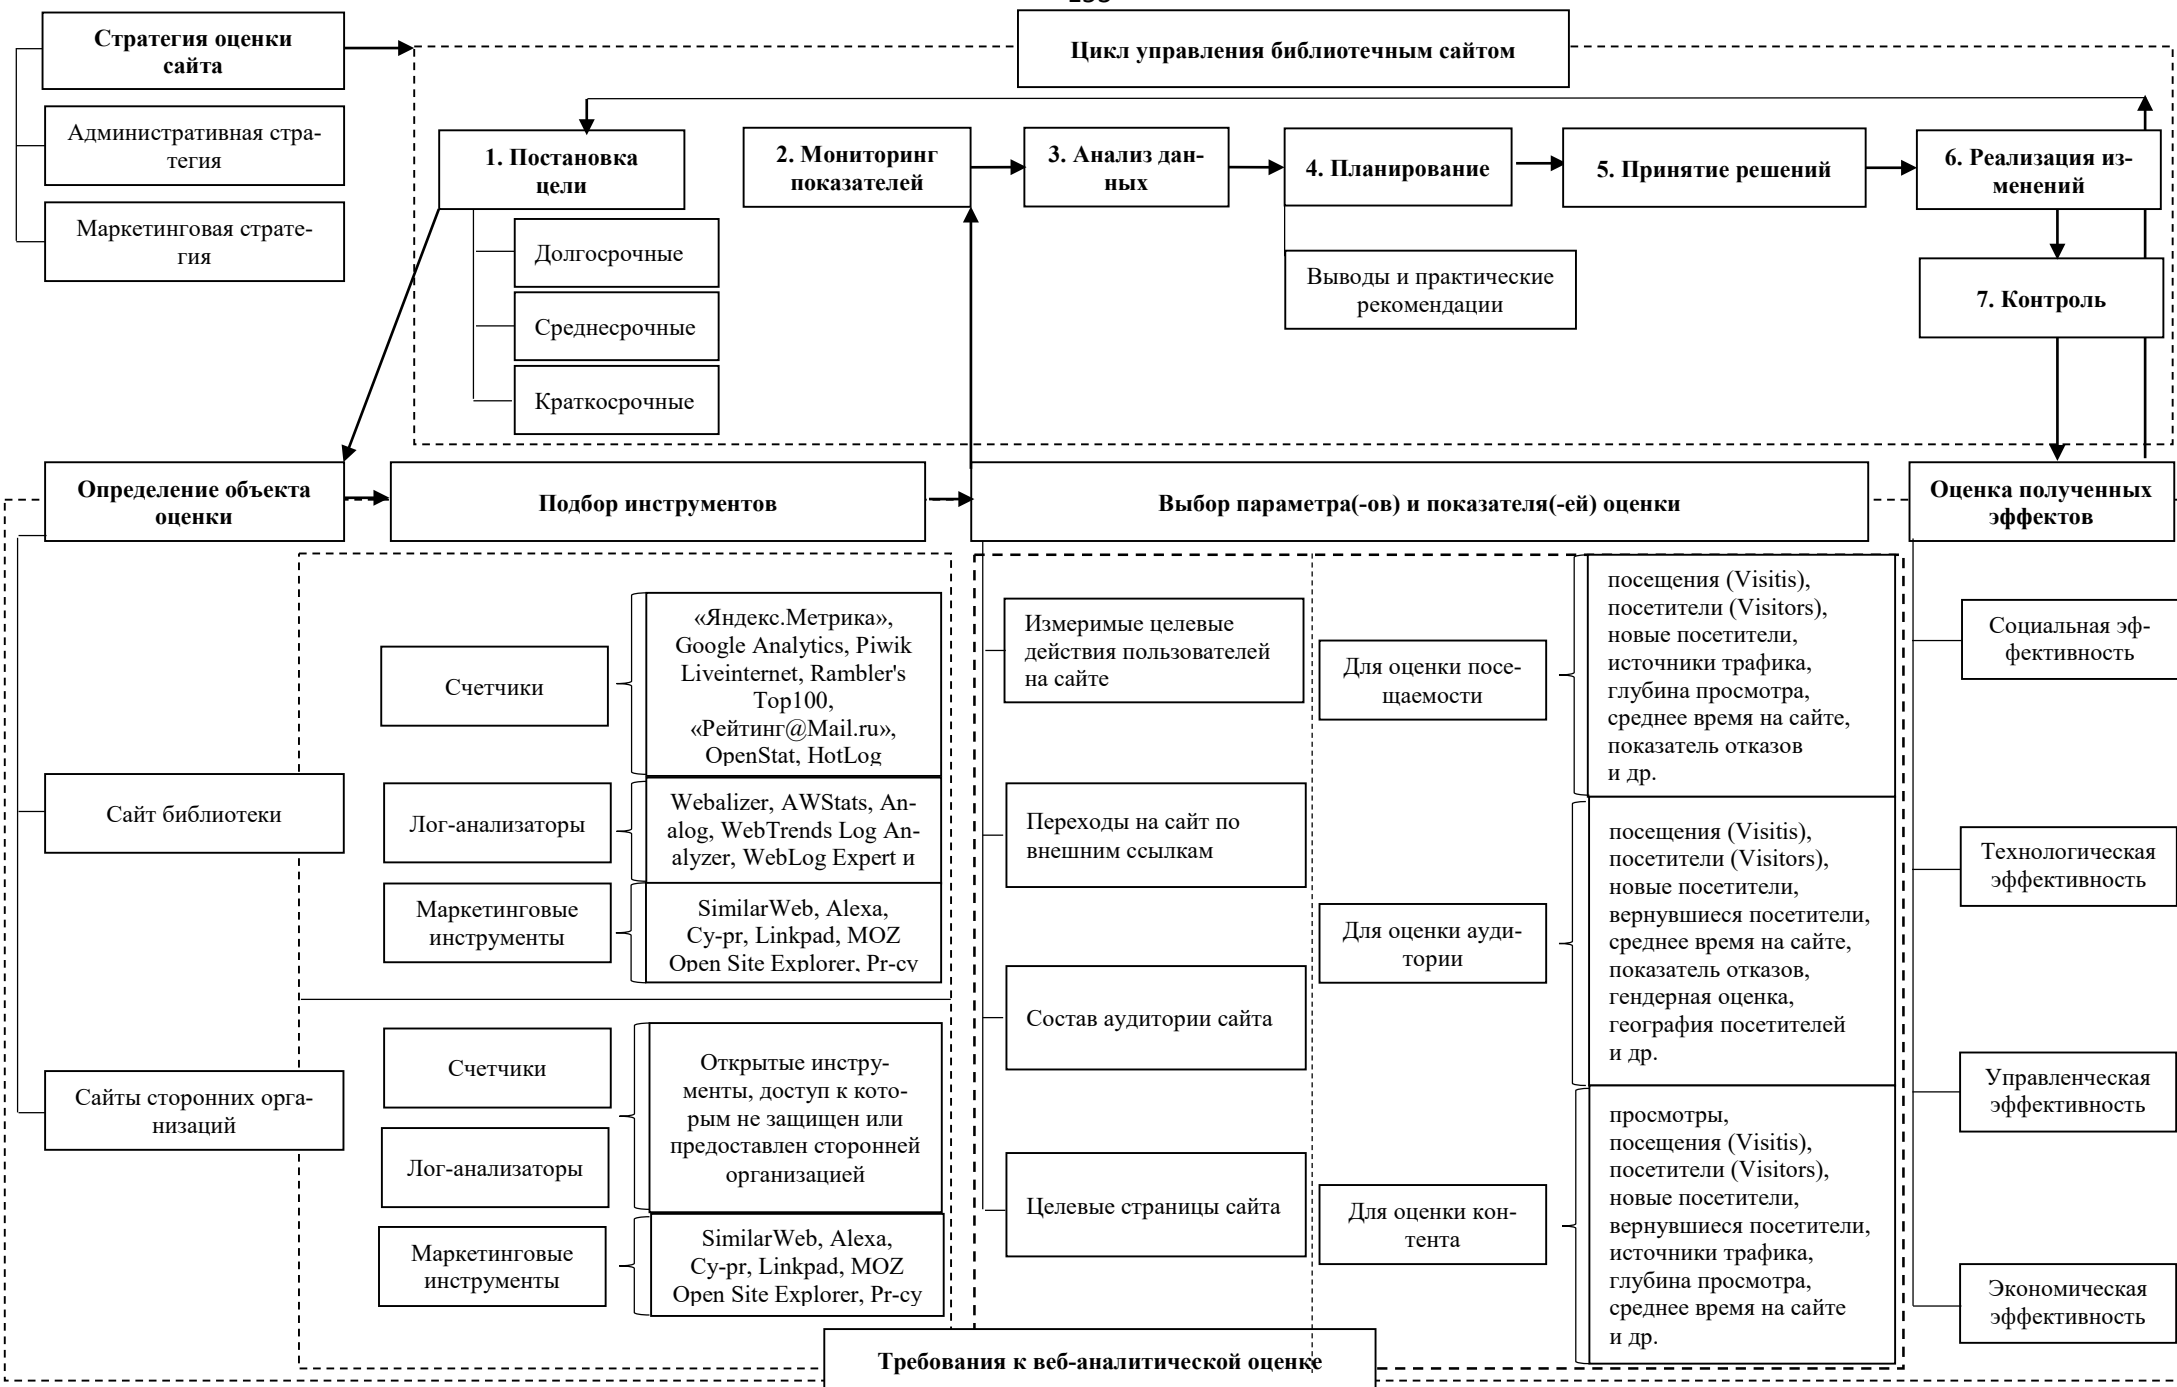 Стратегия оценки
сайта
Административная стра-
тегия
Маркетинговая страте-
гия
Цикл управления библиотечным сайтом
1. Постановка
цели
Долгосрочные
Среднесрочные
Краткосрочные
2. Мониторинг
показателей
3. Анализ дан-
ных
4. Планирование
Выводы и практические
рекомендации
5. Принятие решений
6. Реализация из-
менений
7. Контроль
Определение объекта
оценки
Подбор инструментов
Выбор параметра(-ов) и показателя(-ей) оценки
Оценка полученных
эффектов
Сайт библиотеки
Сайты сторонних орга-
низаций
Счетчики
«Яндекс.Метрика»,
Google Analytics, Piwik
Liveinternet, Rambler's
Top100,
«Рейтинг@Mail.ru»,
OpenStat, HotLog
Лог-анализаторы
Webalizer, AWStats, An-
alog, WebTrends Log An-
alyzer, WebLog Expert и
Маркетинговые
инструменты
SimilarWeb, Alexa,
Cy-pr, Linkpad, MOZ
Open Site Explorer, Pr-cy
Счетчики
Лог-анализаторы
Открытые инстру-
менты, доступ к кото-
рым не защищен или
предоставлен сторонней
организацией
Маркетинговые
инструменты
SimilarWeb, Alexa,
Cy-pr, Linkpad, MOZ
Open Site Explorer, Pr-cy
Измеримые целевые
действия пользователей
на сайте
Переходы на сайт по
внешним ссылкам
Состав аудитории сайта
Целевые страницы сайта
Для оценки посе-
щаемости
посещения (Visitis),
посетители (Visitors),
новые посетители,
источники трафика,
глубина просмотра,
среднее время на сайте,
показатель отказов
и др.
Для оценки ауди-
тории
посещения (Visitis),
посетители (Visitors),
новые посетители,
вернувшиеся посетители,
среднее время на сайте,
показатель отказов,
гендерная оценка,
география посетителей
и др.
Для оценки кон-
тента
просмотры,
посещения (Visitis),
посетители (Visitors),
новые посетители,
вернувшиеся посетители,
источники трафика,
глубина просмотра,
среднее время на сайте
и др.
Социальная эф-
фективность
Технологическая
эффективность
Управленческая
эффективность
Экономическая
эффективность
Требования к веб-аналитической оценке